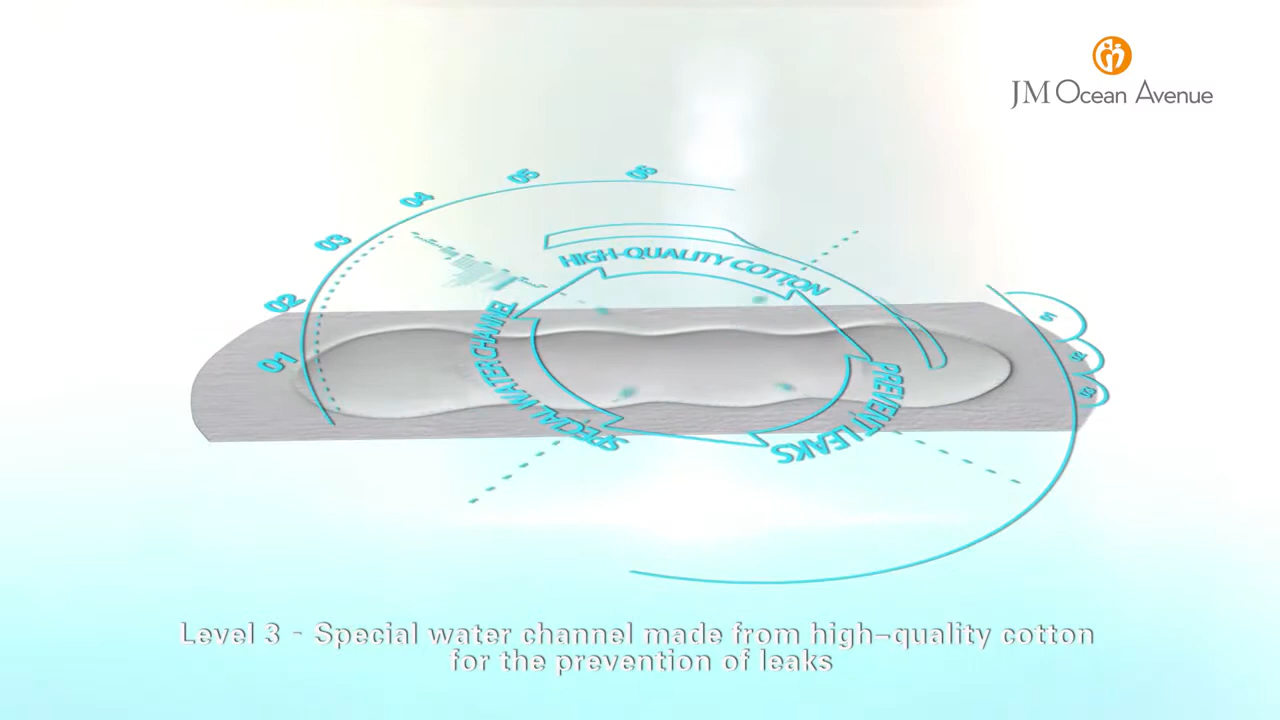 JM Ocean Avenue
06
05
04
03
02
01
HIGH-QUALITY COTTON
SPECIAL WATER CHANNEL
PREVENT LEAKS
Level 3 - Special water channel made from high-quality cotton
for the prevention of leaks